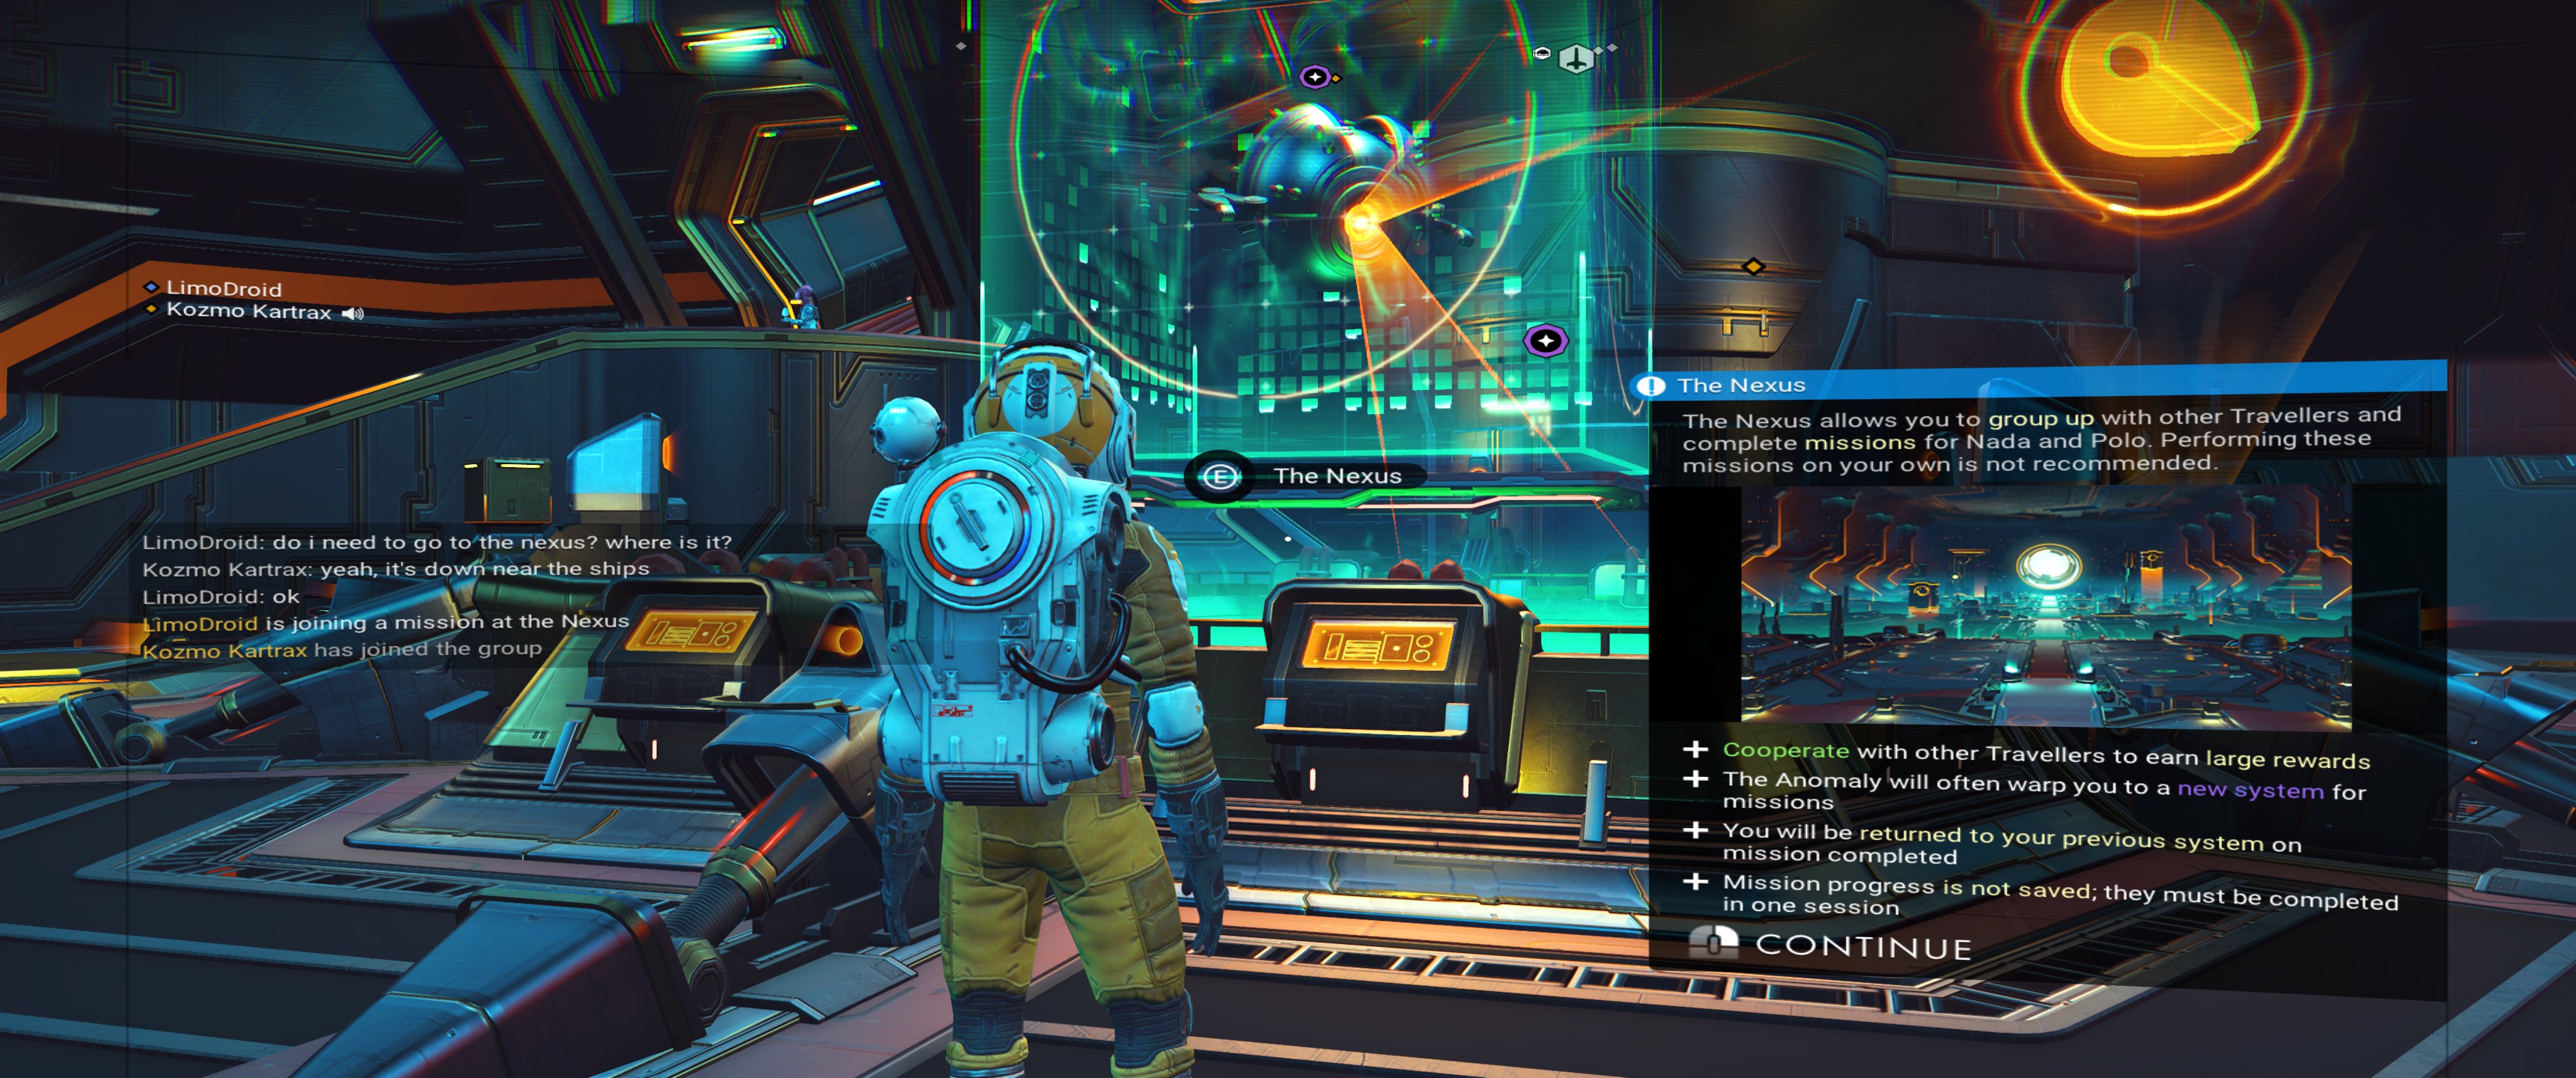 LimoDroid
Kozmo Kartrax
The Nexus
The Nexus allows you to group up with other Travellers and
complete missions for Nada and Polo. Performing these
missions on your own is not recommended.
E The Nexus
LimoDroid: do i need to go to the nexus? where is it?
Kozmo Kartrax: yeah, it's down near the ships
LimoDroid: ok
LimoDroid is joining a mission at the Nexus
Kozmo Kartrax has joined the group
Cooperate with other Travellers to earn large rewards
The Anomaly will often warp you to a new system for
missions
You will be returned to your previous system on
mission completed
Mission progress is not saved; they must be completed
in one session
CONTINUE